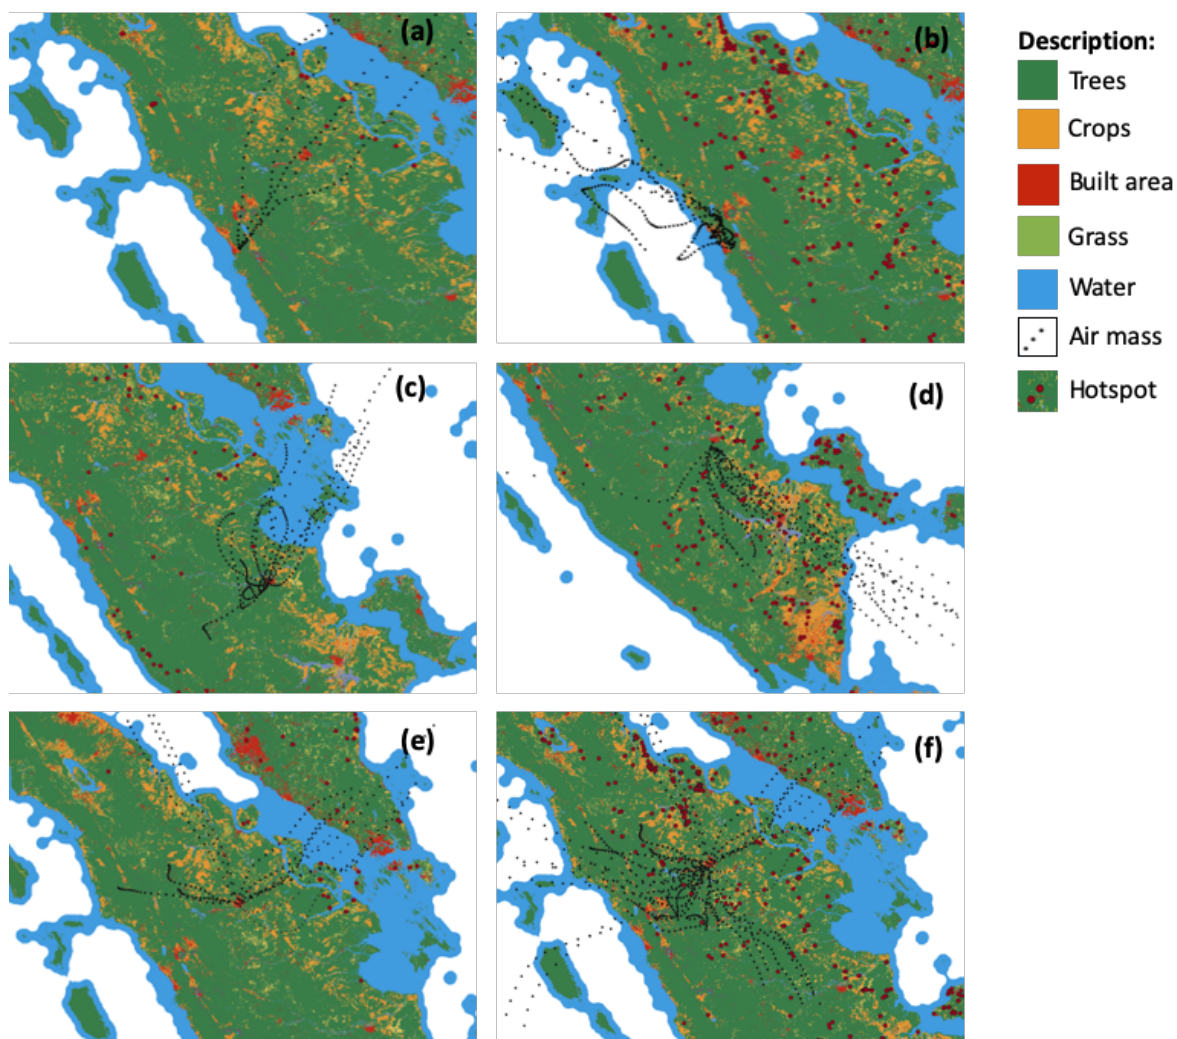 (a)
(b)
Description:
Trees
Crops
Built area
Grass
Water
Air mass
Hotspot
(c)
(d)
(e)
(f)